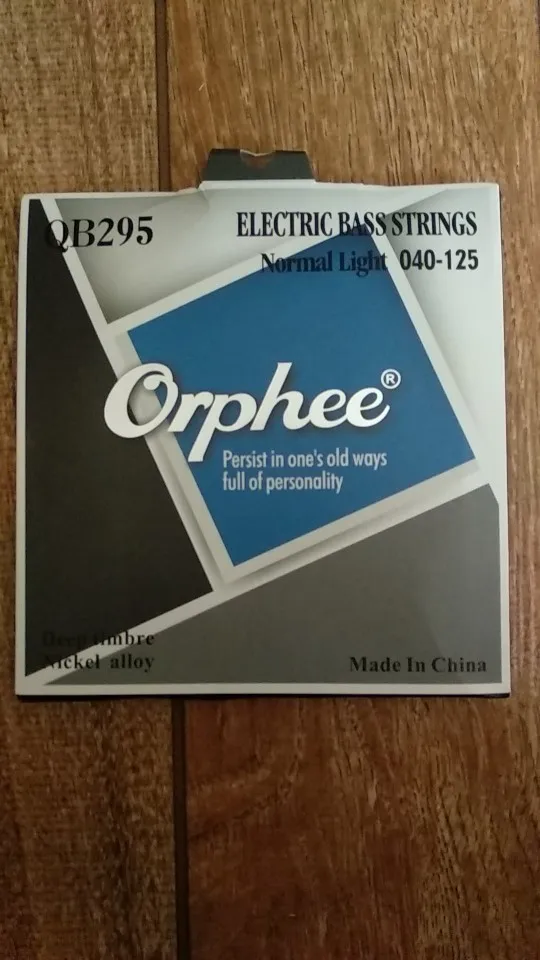 QB295
ELECTRIC BASS STRINGS
Normal Light 040-125
Orphee®
Persist in one's old ways
full of personality
Deep timbre
Nickel alloy
Made In China